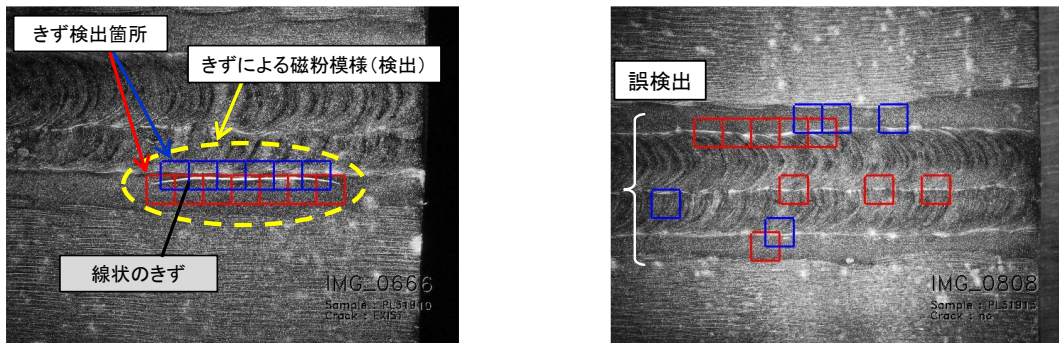 きず検出箇所
きずによる磁粉模様(検出)
線状のきず
IMG_0666
Sample : PL31910
Crack : EXIST
誤検出
IMG_0808
Sample : PL31915
Crack : no